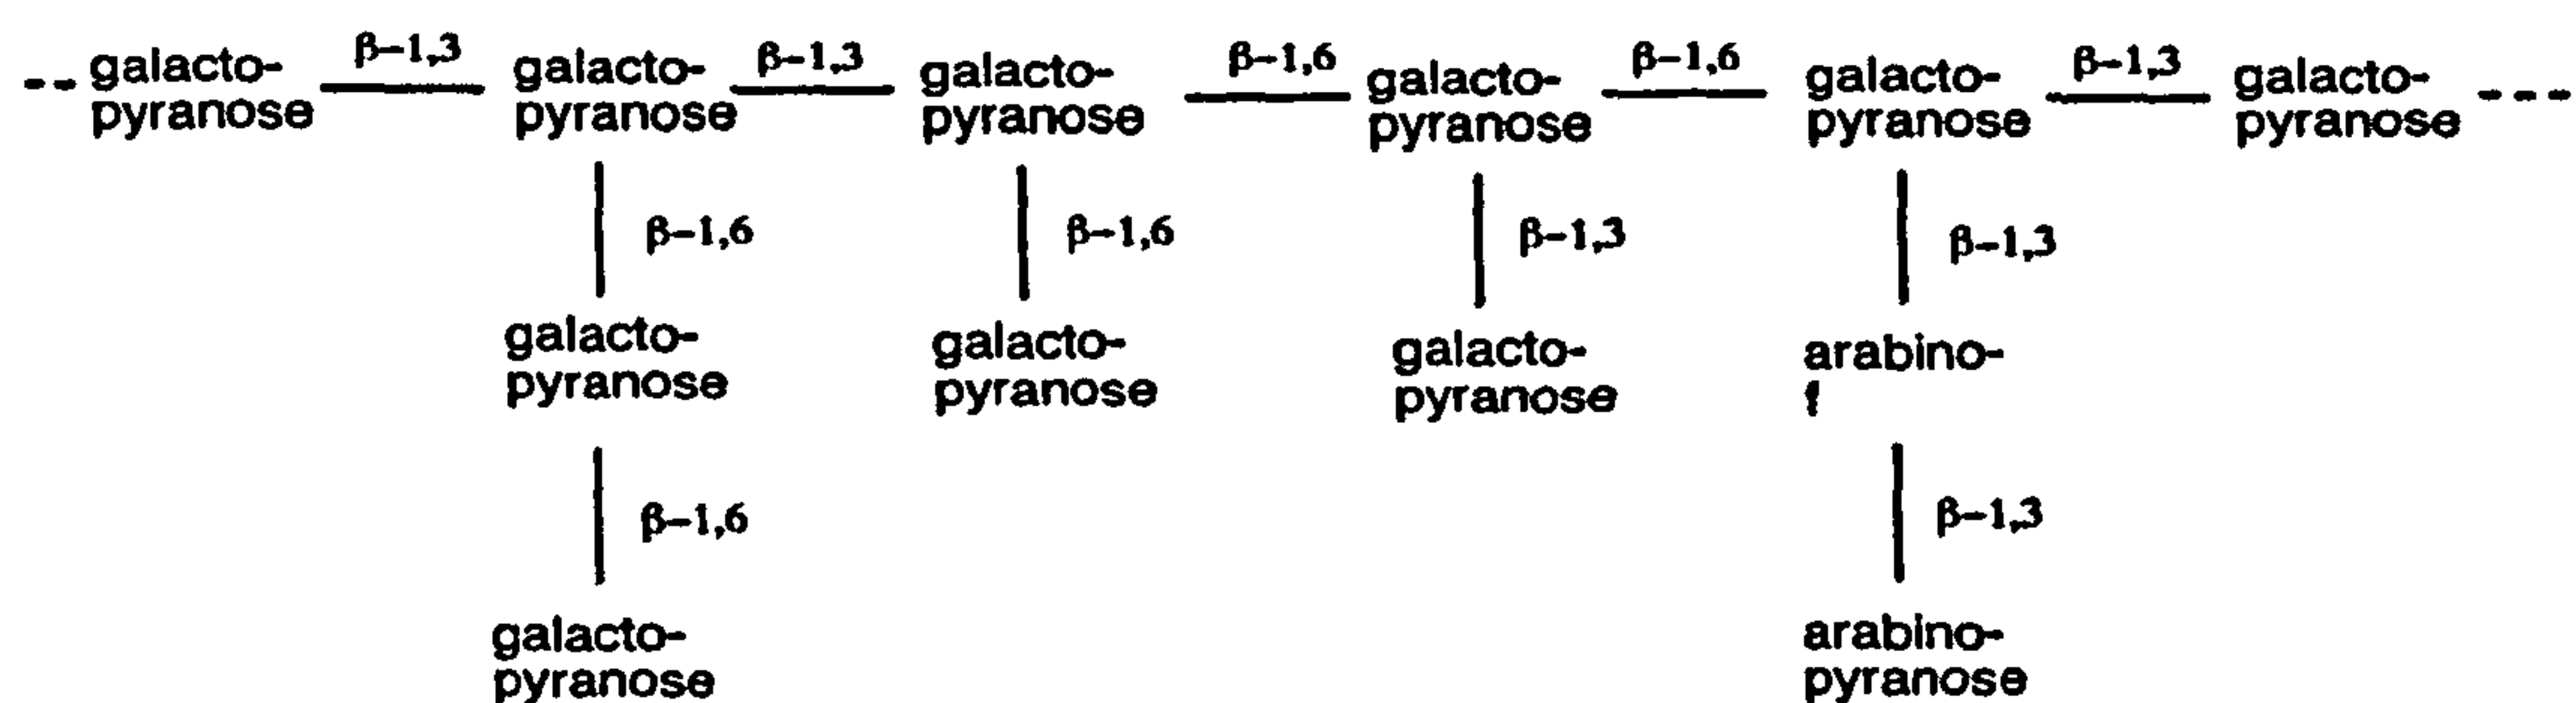 β-1,3 β-1,3 β-1,6 β-1,6 β-1,3
-- galacto- galacto- galacto- galacto- galacto- galacto- ---
pyranose pyranose pyranose pyranose pyranose pyranose
β-1,6 β-1,6 β-1,3 β-1,3
galacto- galacto- galacto- arabino-
pyranose pyranose pyranose f
β-1,6 β-1,3
galacto- arabino-
pyranose pyranose